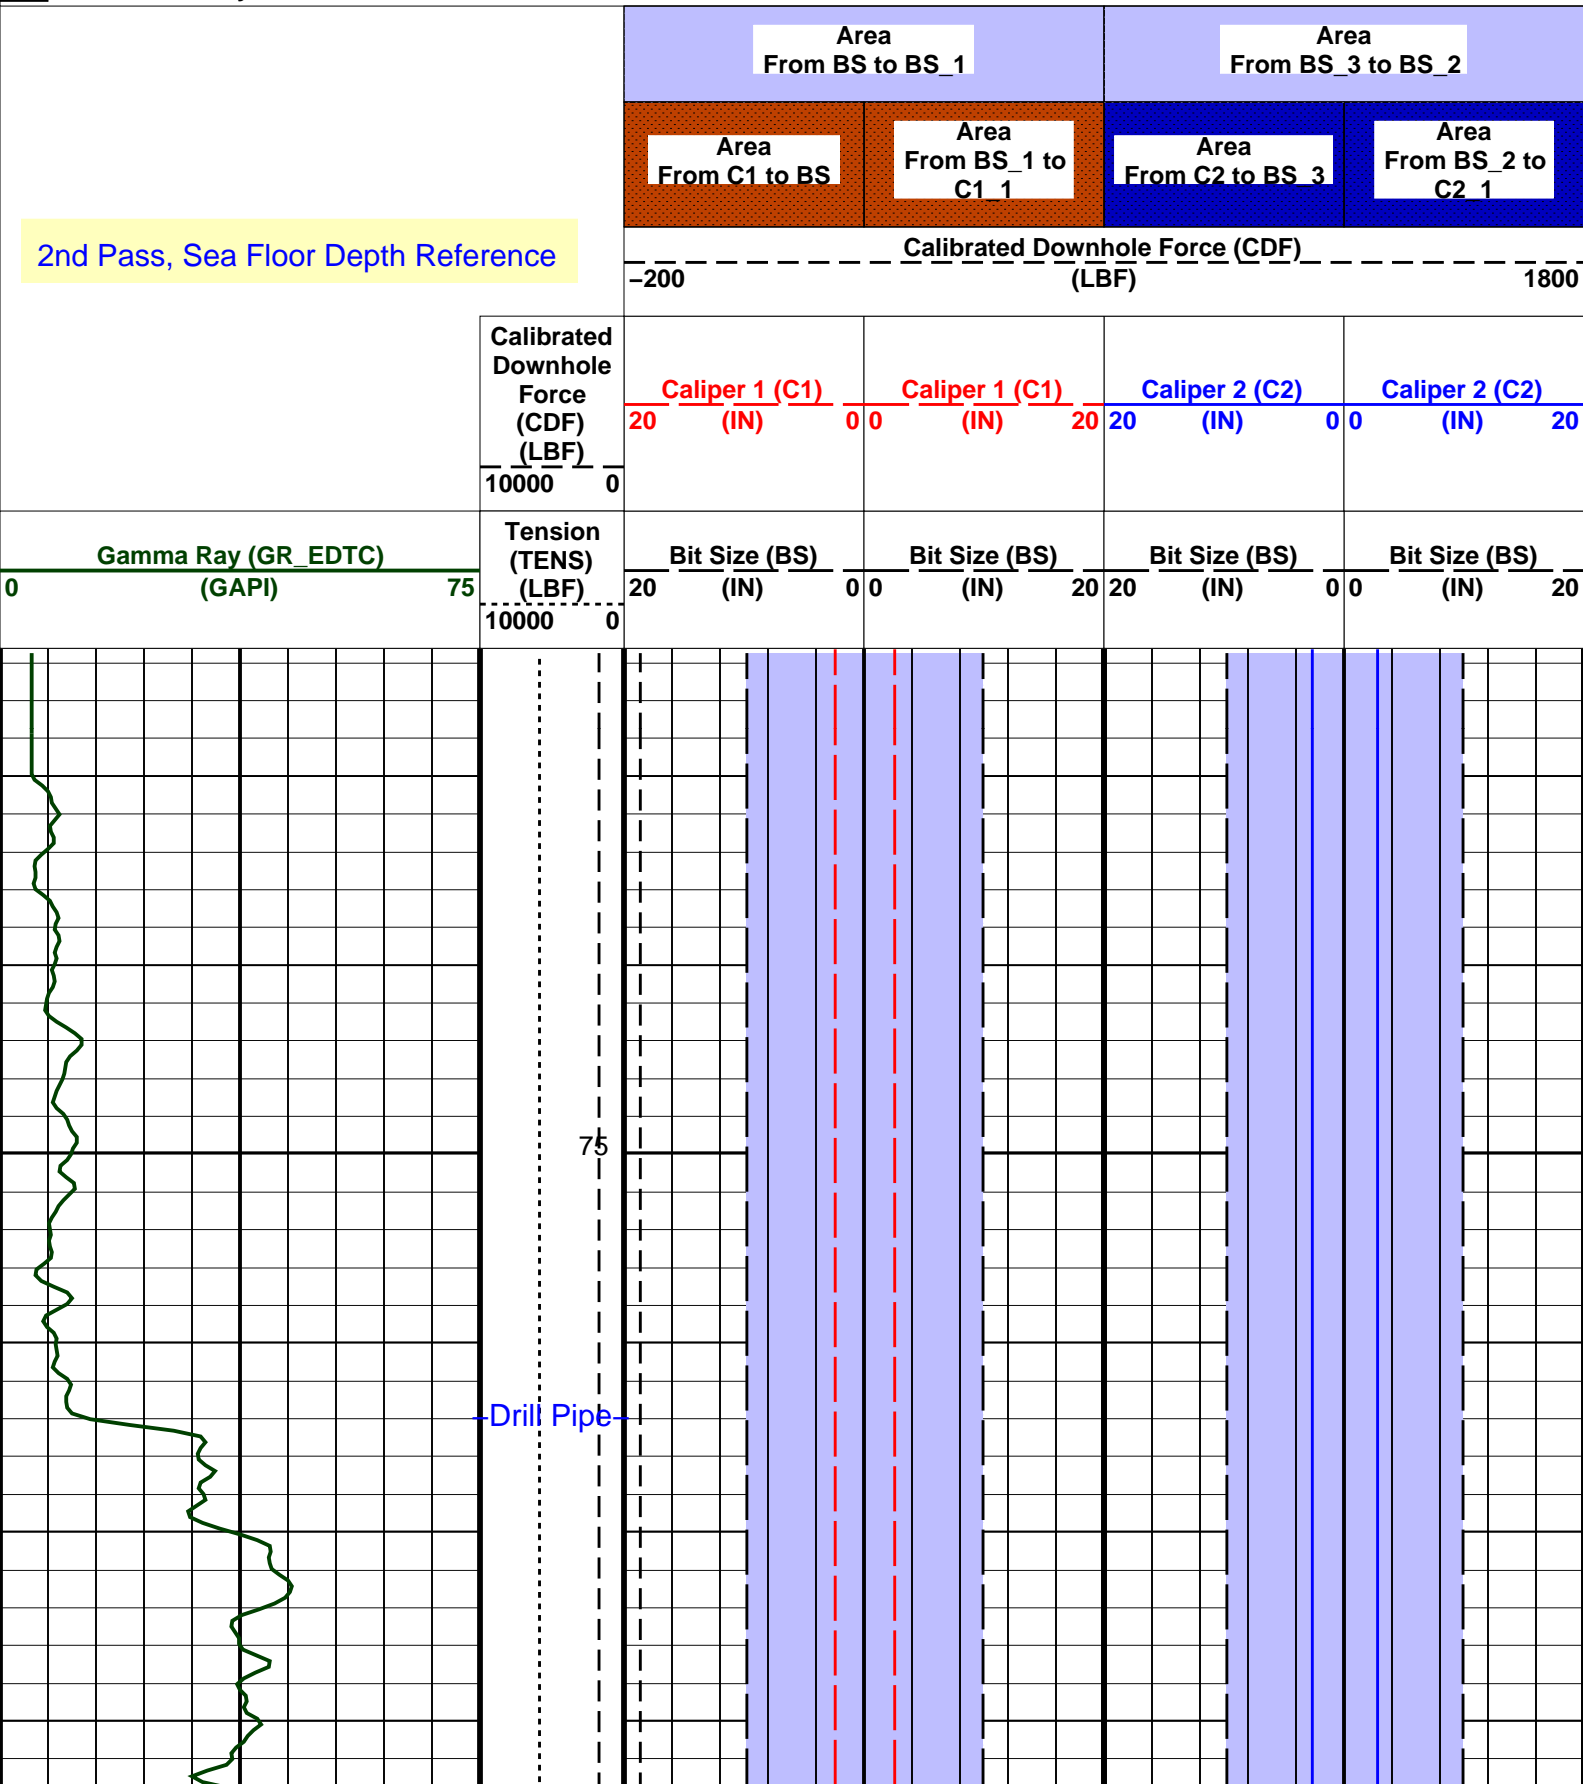 Area
From BS to BS_1
Area
From BS_3 to BS_2
Area
From C1 to BS
Area
From BS_1 to
C1_1
Area
From C2 to BS_3
Area
From BS_2 to
C2_1
2nd Pass, Sea Floor Depth Reference
Calibrated Downhole Force (CDF)
−200 (LBF) 1800
Calibrated
Downhole
Force
(CDF)
(LBF)
10000 0
Caliper 1 (C1)
20 (IN) 0
Caliper 1 (C1)
0 (IN) 20
Caliper 2 (C2)
20 (IN) 0
Caliper 2 (C2)
0 (IN) 20
Gamma Ray (GR_EDTC)
0 (GAPI) 75
Tension
(TENS)
(LBF)
10000 0
Bit Size (BS)
20 (IN) 0
Bit Size (BS)
0 (IN) 20
Bit Size (BS)
20 (IN) 0
Bit Size (BS)
0 (IN) 20
75
Drill Pipe